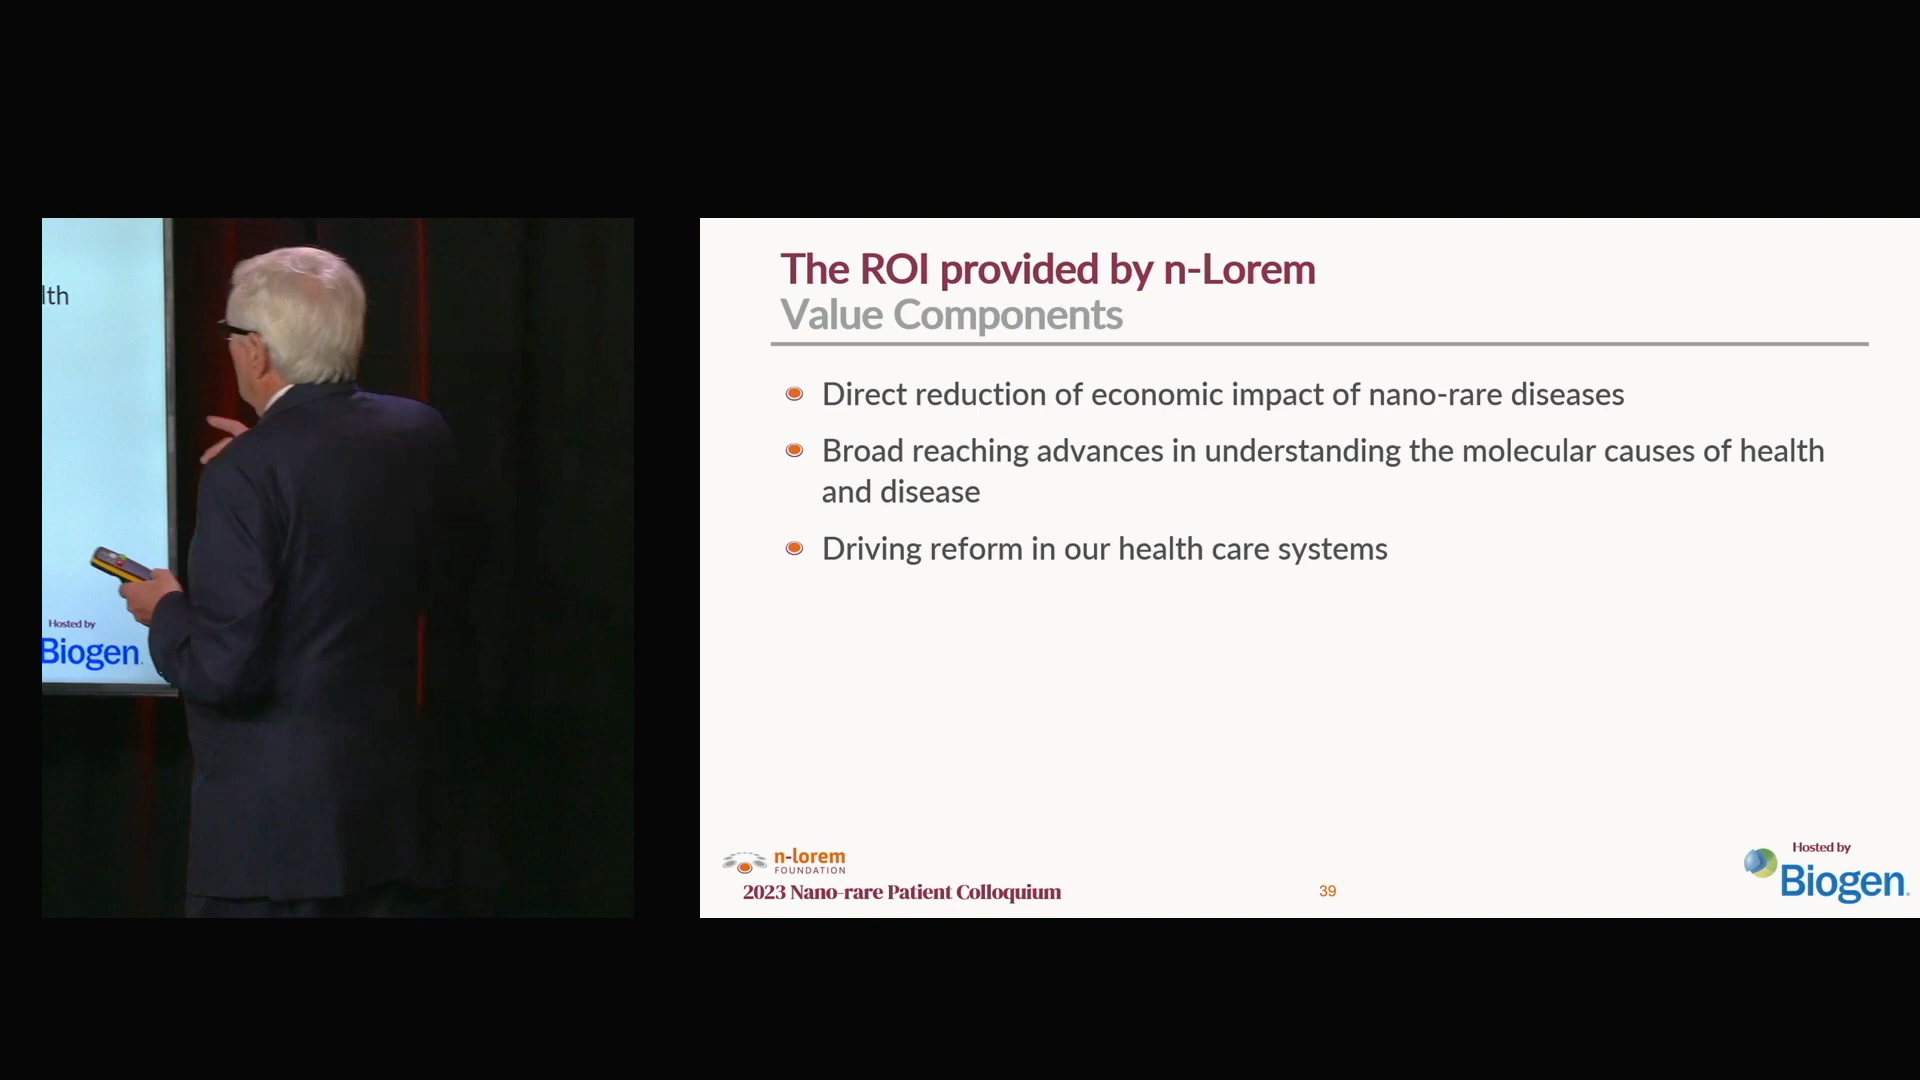 lth
Hosted by
Biogen.
The ROI provided by n-Lorem
Value Components
Direct reduction of economic impact of nano-rare diseases
Broad reaching advances in understanding the molecular causes of health
and disease
Driving reform in our health care systems
n-lorem
FOUNDATION
2023 Nano-rare Patient Colloquium
39
Hosted by
Biogen.